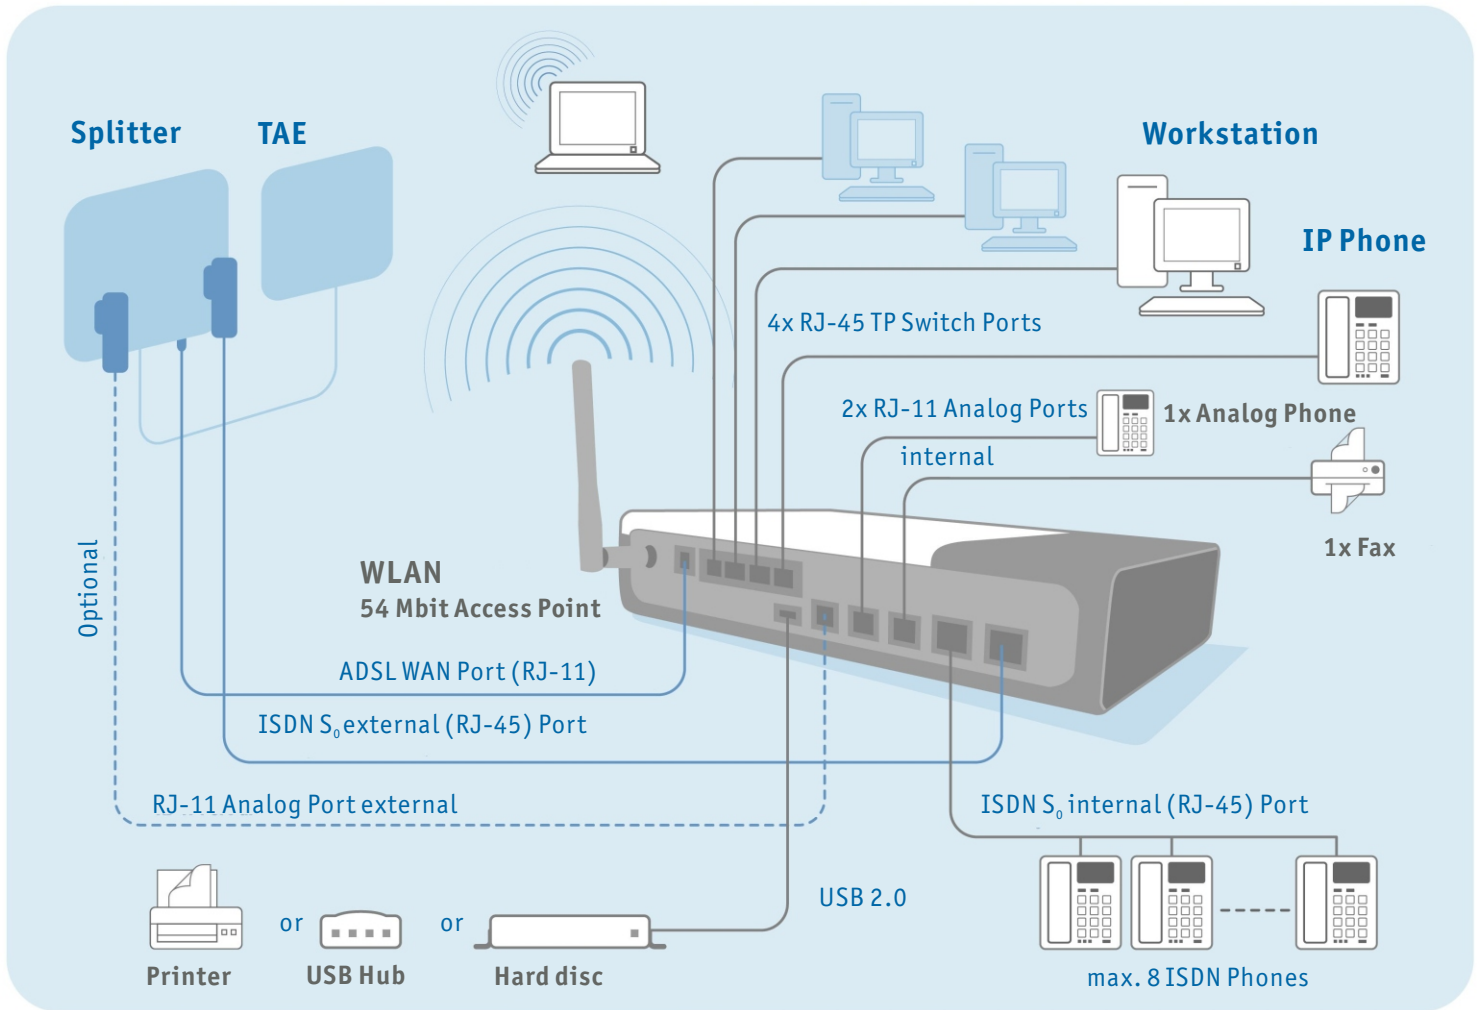 Splitter
TAE
Workstation
IP Phone
4x RJ-45 TP Switch Ports
2x RJ-11 Analog Ports
internal
1x Analog Phone
1x Fax
Optional
WLAN
54 Mbit Access Point
ADSL WAN Port (RJ-11)
ISDN S₀ external (RJ-45) Port
RJ-11 Analog Port external
ISDN S₀ internal (RJ-45) Port
USB 2.0
or
or
Printer
USB Hub
Hard disc
max. 8 ISDN Phones